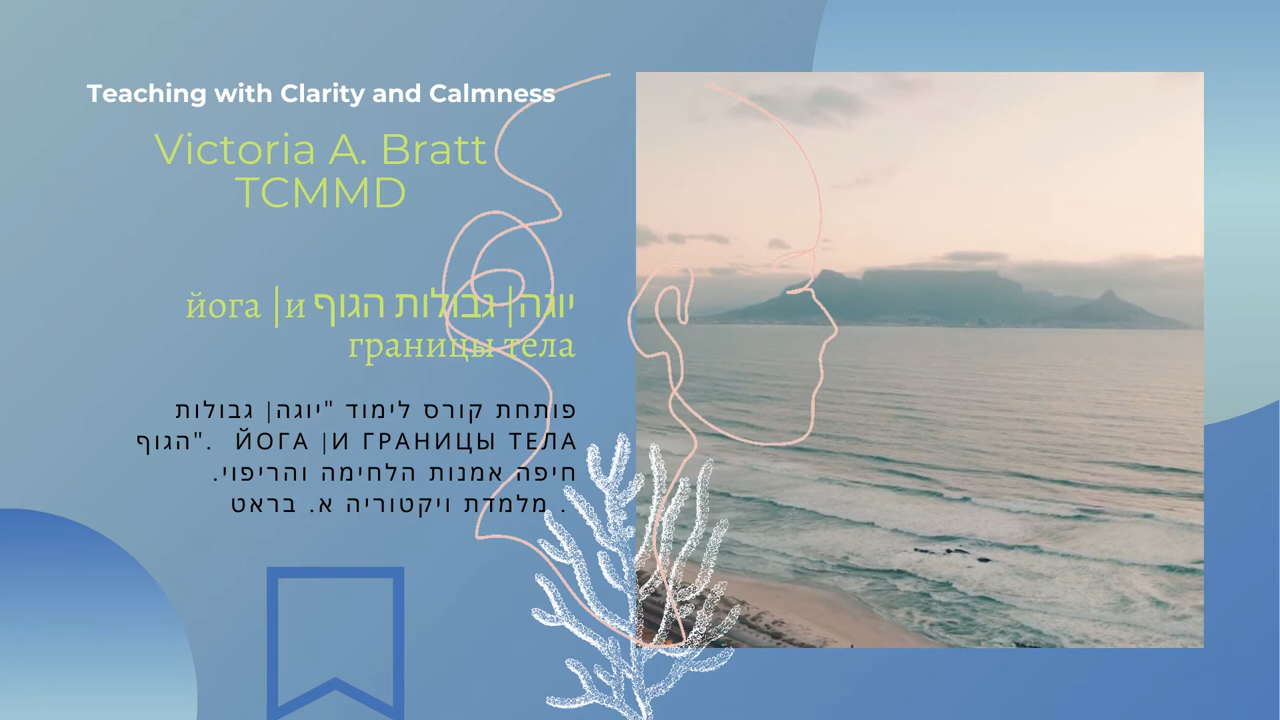 Teaching with Clarity and Calmness
Victoria A. Bratt
TCMMD
יוגה| גבולות הגוף йога |и
границы тела
פותחת קורס לימוד "יוגה| גבולות
הגוף". ЙОГА |И ГРАНИЦЫ ТЕЛА
חיפה אמנות הלחימה והריפוי.
. מלמדת ויקטוריה א. בראט